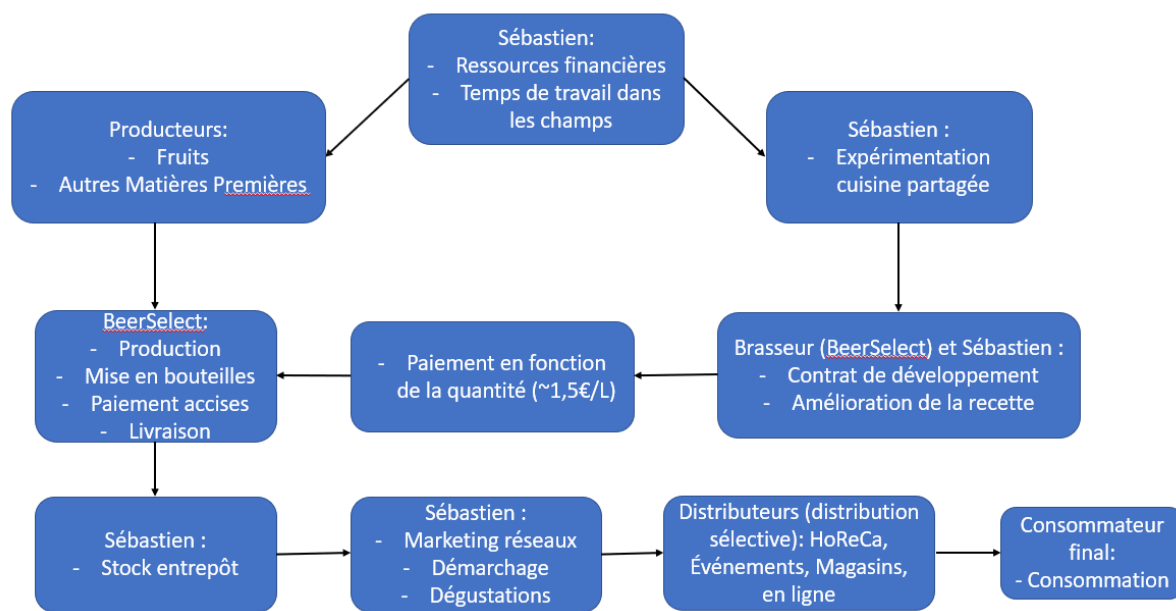 Sébastien:
- Ressources financières
- Temps de travail dans
les champs
Producteurs:
- Fruits
- Autres Matières Premières
Sébastien :
- Expérimentation
cuisine partagée
BeerSelect:
- Production
- Mise en bouteilles
- Paiement accises
- Livraison
- Paiement en fonction
de la quantité (~1,5€/L)
Brasseur (BeerSelect) et Sébastien :
- Contrat de développement
- Amélioration de la recette
Sébastien :
- Stock entrepôt
Sébastien :
- Marketing réseaux
- Démarchage
- Dégustations
Distributeurs (distribution
sélective): HoReCa,
Événements, Magasins,
en ligne
Consommateur
final:
- Consommation